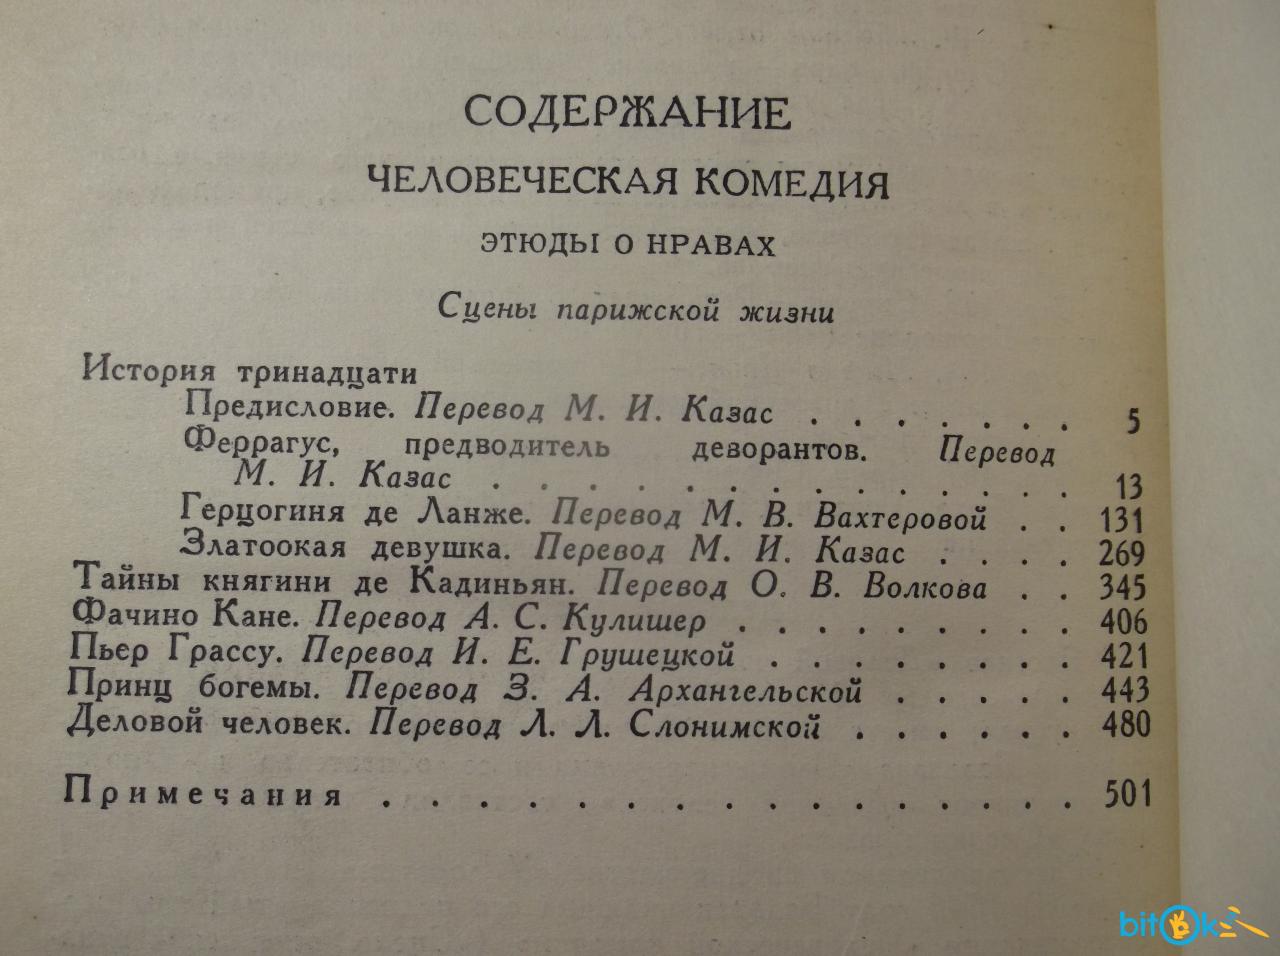 СОДЕРЖАНИЕ
ЧЕЛОВЕЧЕСКАЯ КОМЕДИЯ
ЭТЮДЫ О НРАВАХ
Сцены парижской жизни
История тринадцати
Предисловие. Перевод М. И. Казас . . . . . . . 5
Феррагус, предводитель деворантов. Перевод
М. И. Казас . . . . . . . . . . . . . 13
Герцогиня де Ланже. Перевод М. В. Вахтеровой . . 131
Златоокая девушка. Перевод М. И. Казас . . . . 269
Тайны княгини де Кадиньян. Перевод О. В. Волкова . . 345
Фачино Кане. Перевод А. С. Кулишер . . . . . . . . . 406
Пьер Грассу. Перевод И. Е. Грушецкой . . . . . . . . 421
Принц богемы. Перевод З. А. Архангельской . . . . . 443
Деловой человек. Перевод Л. Л. Слонимской . . . . . . 480
Примечания . . . . . . . . . . . . . . . 501
bitOk